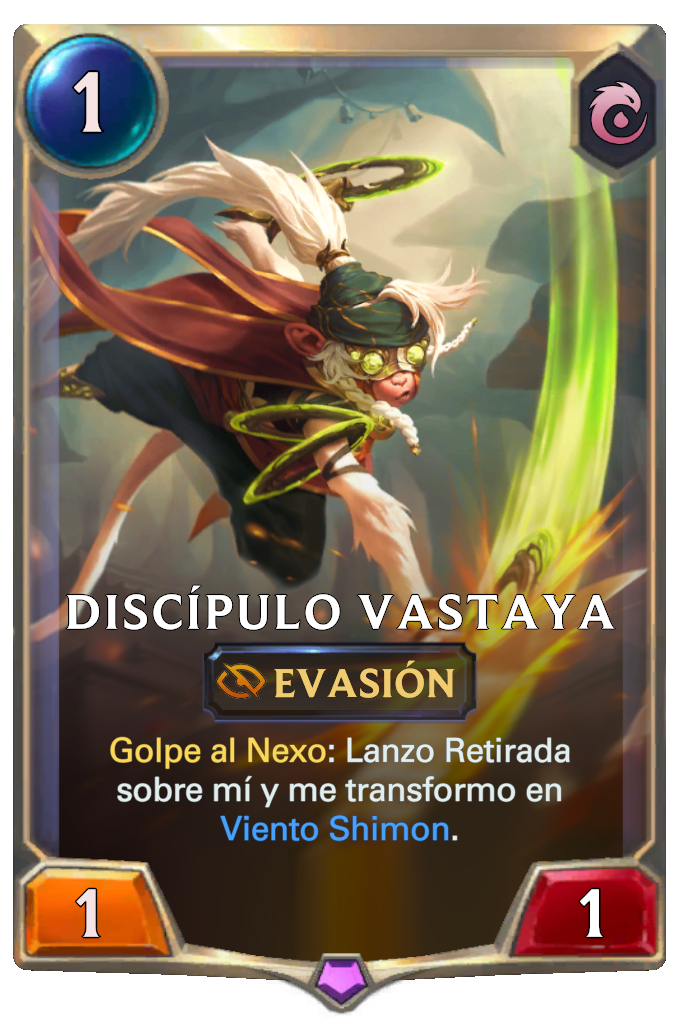 1
DISCÍPULO VASTAYA
EVASIÓN
Golpe al Nexo: Lanzo Retirada
sobre mí y me transformo en
Viento Shimon.
1
1